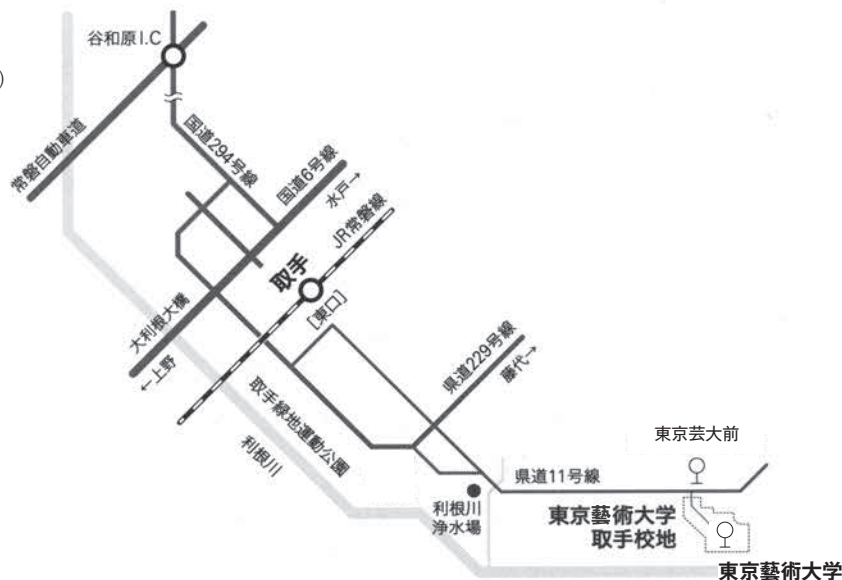 谷和原I.C
)
常磐自動車道
国道294号線
国道6号線
水戸→
JR常磐線
取手
[東口]
大利根大橋
←上野
県道229号線
藤代→
取手緑地運動公園
利根川
東京芸大前
県道11号線
利根川
浄水場
東京藝術大学
取手校地
東京藝術大学